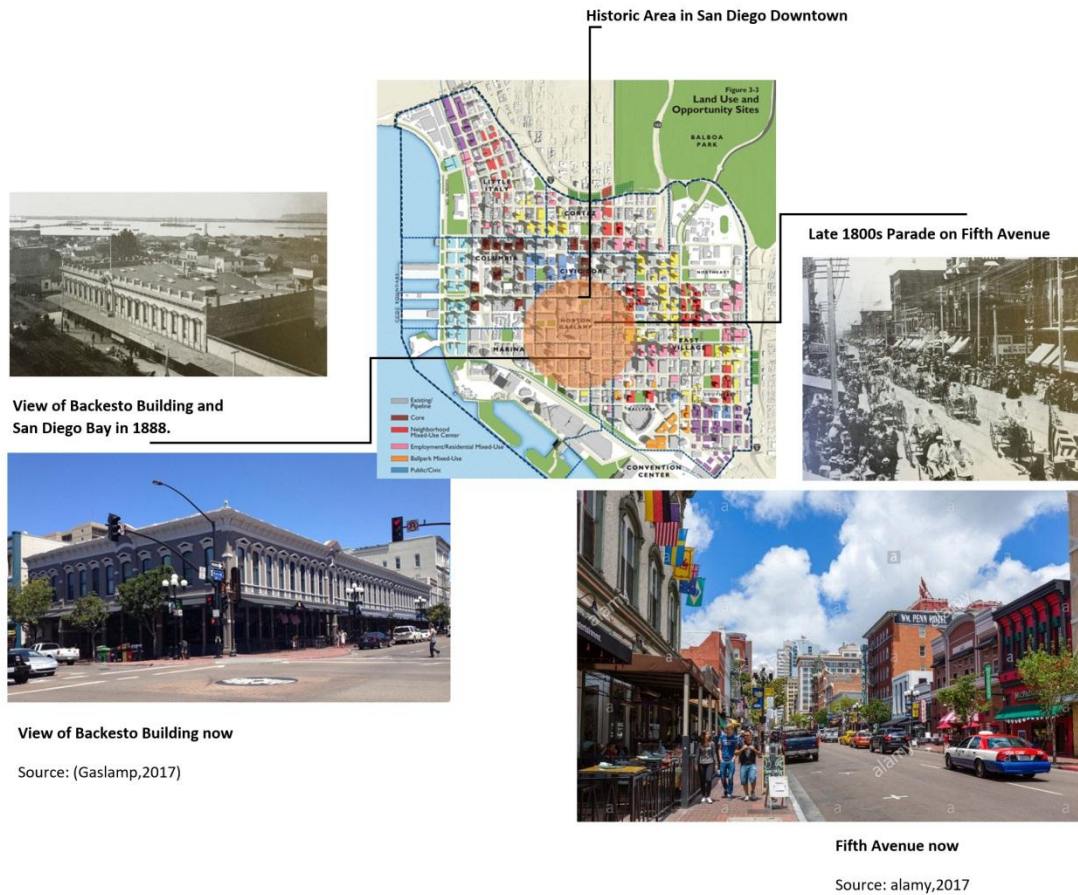 Historic Area in San Diego Downtown
Figure 3-3
Land Use and
Opportunity Sites
BALBOA
PARK
LITTLE
ITALY
CORTEZ
Late 1800s Parade on Fifth Avenue
COLUMBIA
CIVIC/CORE
NORTHEAST
HORTON
GASLAMP
EAST
VILLAGE
MARINA
SOUTHEAST
BALLPARK
CONVENTION
CENTER
Existing/
Pipeline
Core
Neighborhood
Mixed-Use Center
Employment/Residential Mixed-Use
Ballpark Mixed-Use
Public/Civic
View of Backesto Building and
San Diego Bay in 1888.
WM. PENN HOTEL
alamy
alamy
a
View of Backesto Building now
Source: (Gaslamp,2017)
Fifth Avenue now
Source: alamy,2017